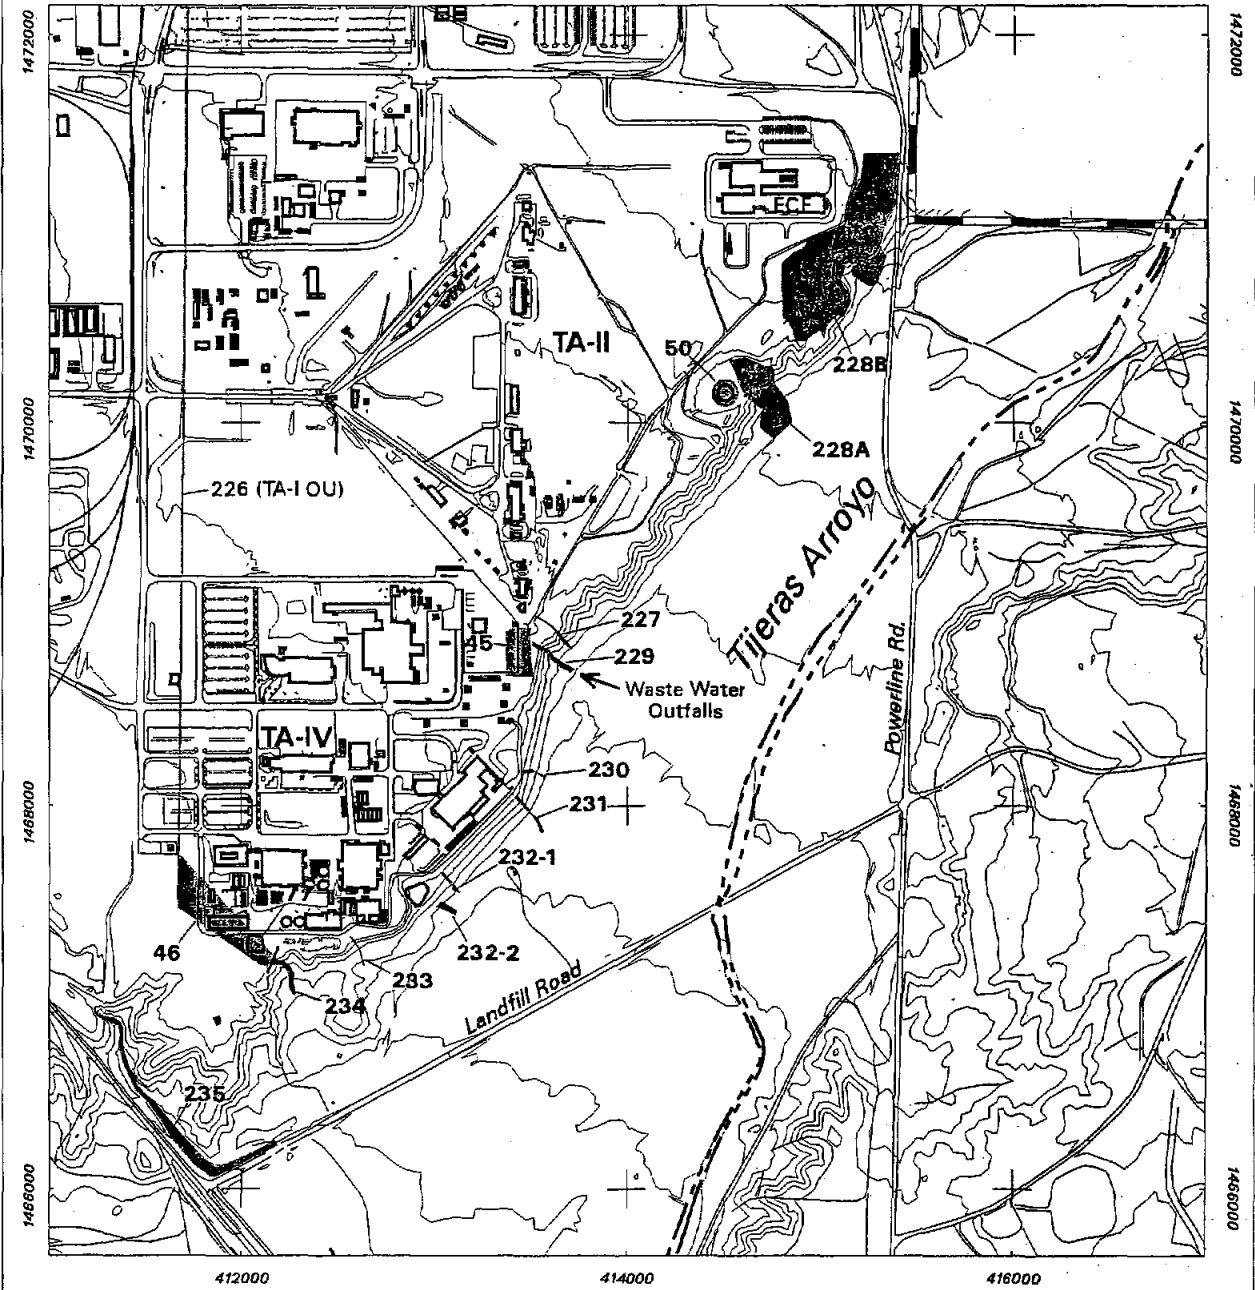 1472000
1472000
ECF
TA-II
50
228B
1470000
1470000
228A
226 (TA-I OU)
Tijeras Arroyo
227
45
229
Waste Water
Outfalls
Powerline Rd.
TA-IV
230
231
1468000
1468000
232-1
77
46
232-2
233
234
Landfill Road
235
1466000
1466000
412000
414000
416000